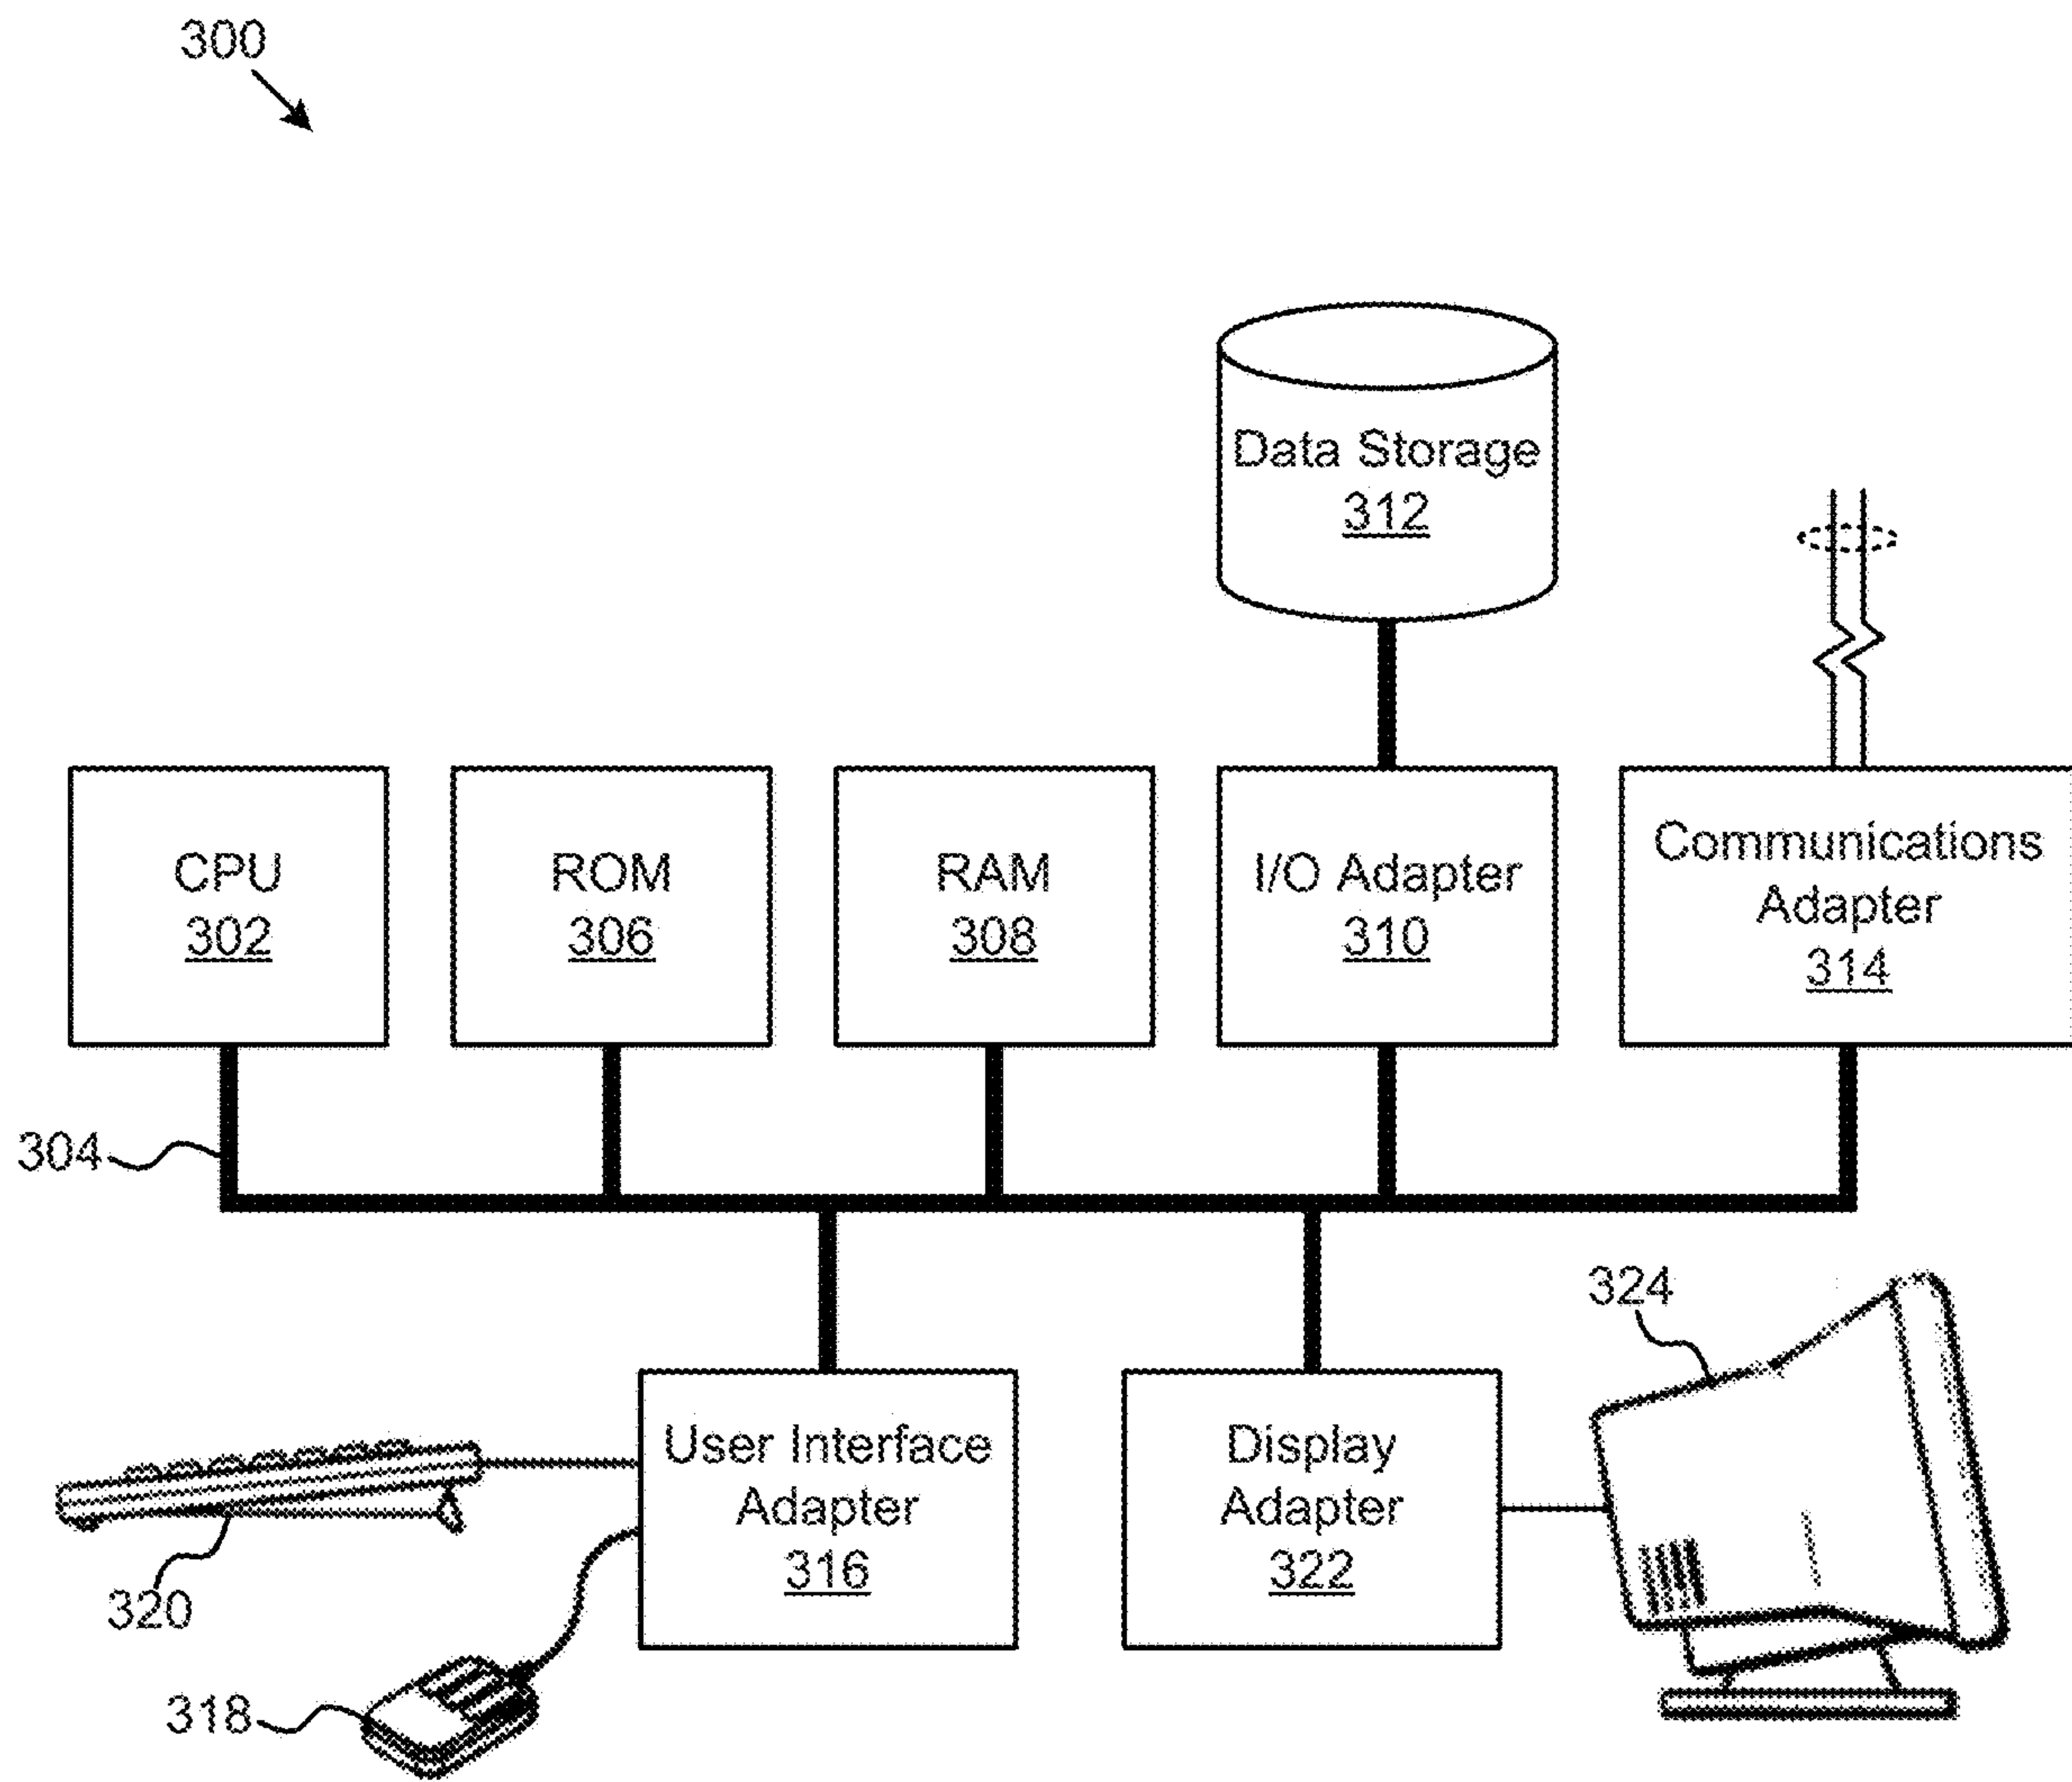 300
Data Storage
312
CPU
302
ROM
306
RAM
308
I/O Adapter
310
Communications
Adapter
314
304
324
User Interface
Adapter
316
Display
Adapter
322
320
318